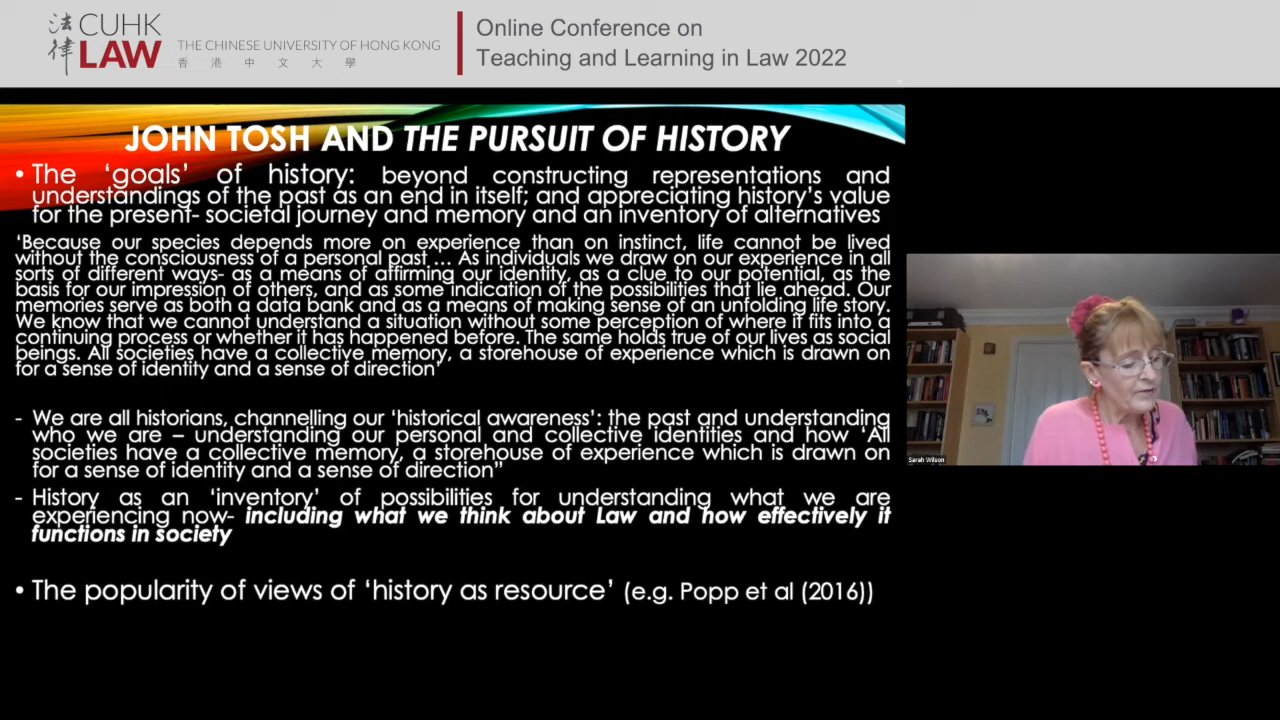 法律
CUHK
LAW
THE CHINESE UNIVERSITY OF HONG KONG
香港中文大學
Online Conference on
Teaching and Learning in Law 2022
JOHN TOSH AND THE PURSUIT OF HISTORY
• The ‘goals’ of history: beyond constructing representations and
understandings of the past as an end in itself; and appreciating history’s value
for the present- societal journey and memory and an inventory of alternatives
‘Because our species depends more on experience than on instinct, life cannot be lived
without the consciousness of a personal past … As individuals we draw on our experience in all
sorts of different ways- as a means of affirming our identity, as a clue to our potential, as the
basis for our impression of others, and as some indication of the possibilities that lie ahead. Our
memories serve as both a data bank and as a means of making sense of an unfolding life story.
We know that we cannot understand a situation without some perception of where it fits into a
continuing process or whether it has happened before. The same holds true of our lives as social
beings. All societies have a collective memory, a storehouse of experience which is drawn on
for a sense of identity and a sense of direction’
- We are all historians, channelling our ‘historical awareness’: the past and understanding
who we are – understanding our personal and collective identities and how ‘All
societies have a collective memory, a storehouse of experience which is drawn on
for a sense of identity and a sense of direction”
- History as an ‘inventory’ of possibilities for understanding what we are
experiencing now- including what we think about Law and how effectively it
functions in society
• The popularity of views of ‘history as resource’ (e.g. Popp et al (2016))
Sarah Wilson